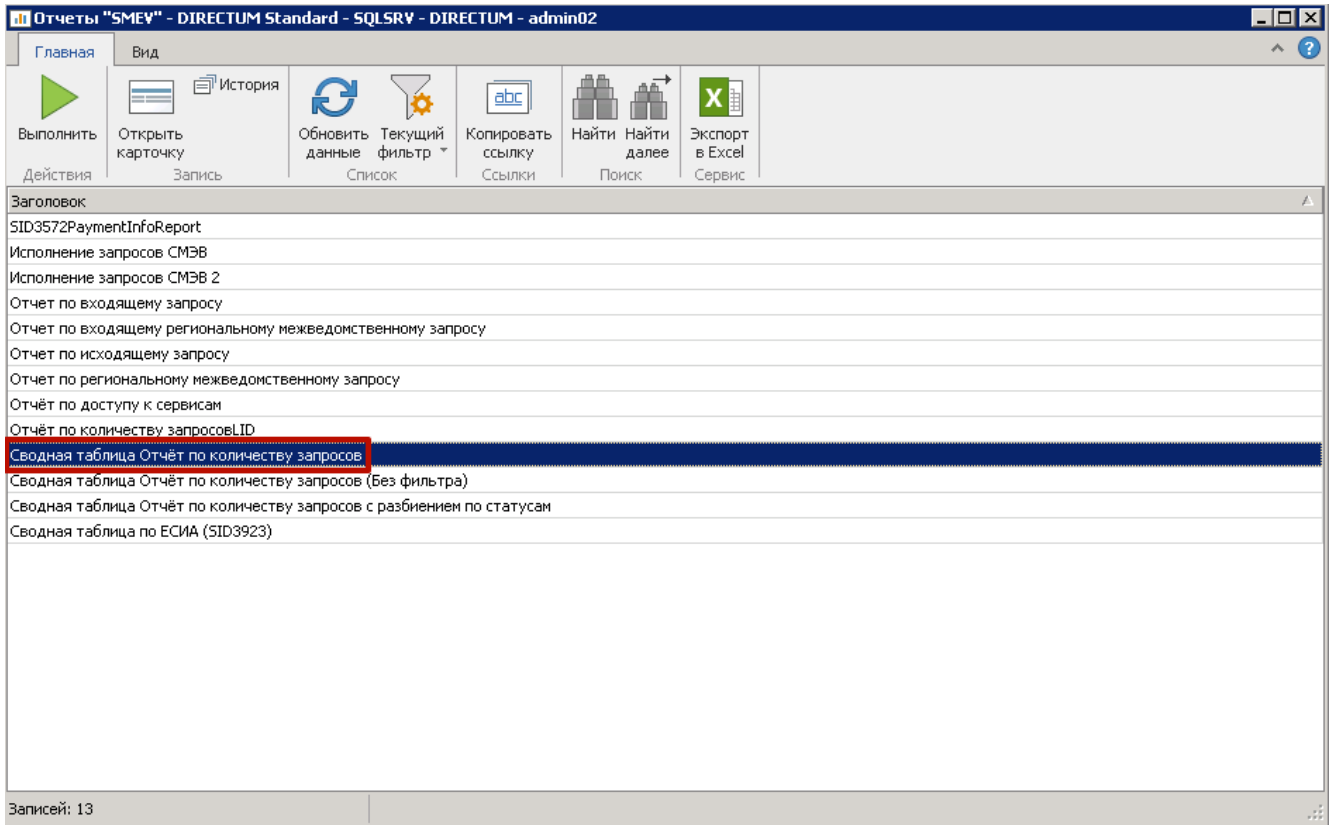 Отчеты "SMEV" - DIRECTUM Standard - SQLSRV - DIRECTUM - admin02
Главная Вид
Выполнить
Открыть карточку
История
Обновить данные
Текущий фильтр
abc
Копировать ссылку
Найти
Найти далее
X
Экспорт в Excel
Действия Запись Список Ссылки Поиск Сервис
Заголовок
SID3572PaymentInfoReport
Исполнение запросов СМЭВ
Исполнение запросов СМЭВ 2
Отчет по входящему запросу
Отчет по входящему региональному межведомственному запросу
Отчет по исходящему запросу
Отчет по региональному межведомственному запросу
Отчёт по доступу к сервисам
Отчёт по количеству запросовLID
Сводная таблица Отчёт по количеству запросов
Сводная таблица Отчёт по количеству запросов (Без фильтра)
Сводная таблица Отчёт по количеству запросов с разбиением по статусам
Сводная таблица по ЕСИА (SID3923)
Записей: 13